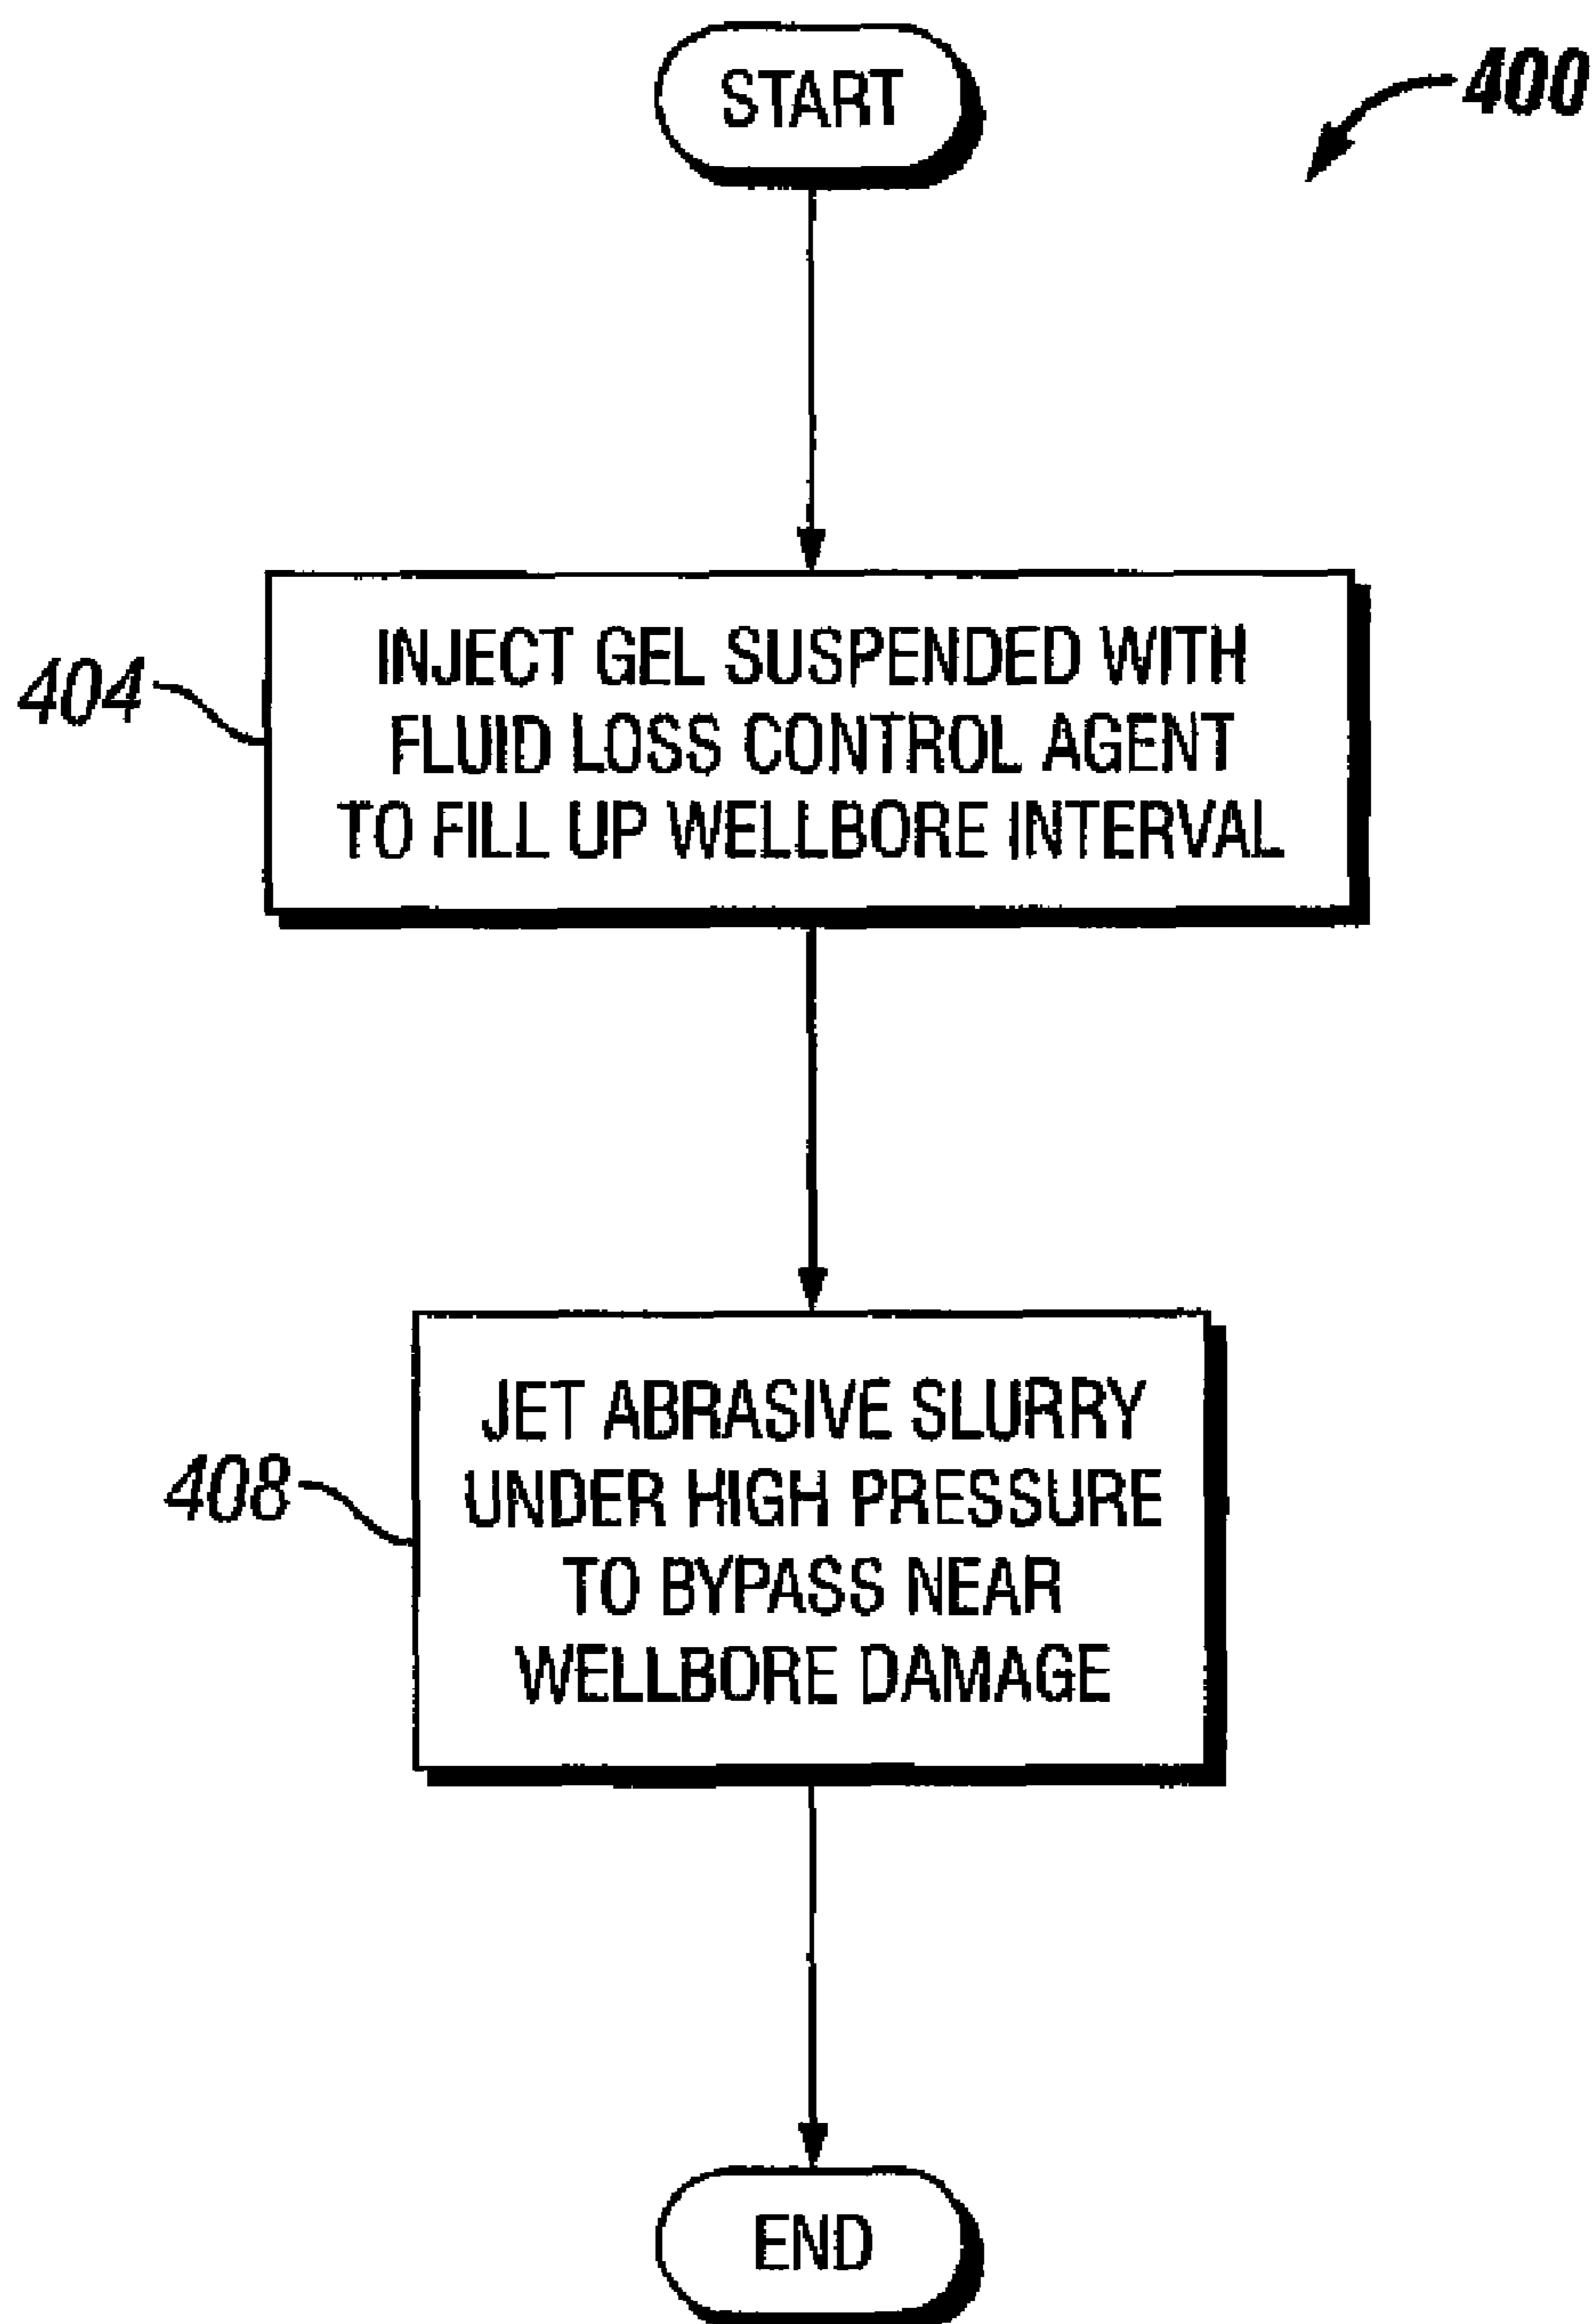 START
400
404
INJECT GEL SUSPENDED WITH
FLUID LOSS CONTROL AGENT
TO FILL UP WELLBORE INTERVAL
408
JET ABRASIVE SLURRY
UNDER HIGH PRESSURE
TO BYPASS NEAR
WELLBORE DAMAGE
END